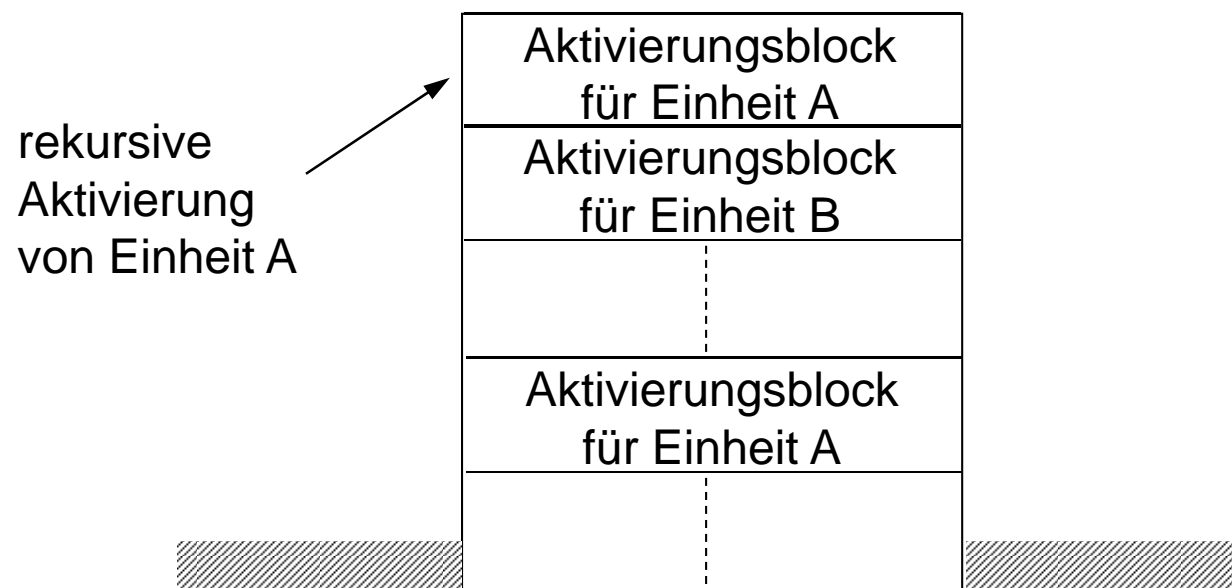 Aktivierungsblock
für Einheit A
rekursive
Aktivierung
von Einheit A
Aktivierungsblock
für Einheit B
Aktivierungsblock
für Einheit A